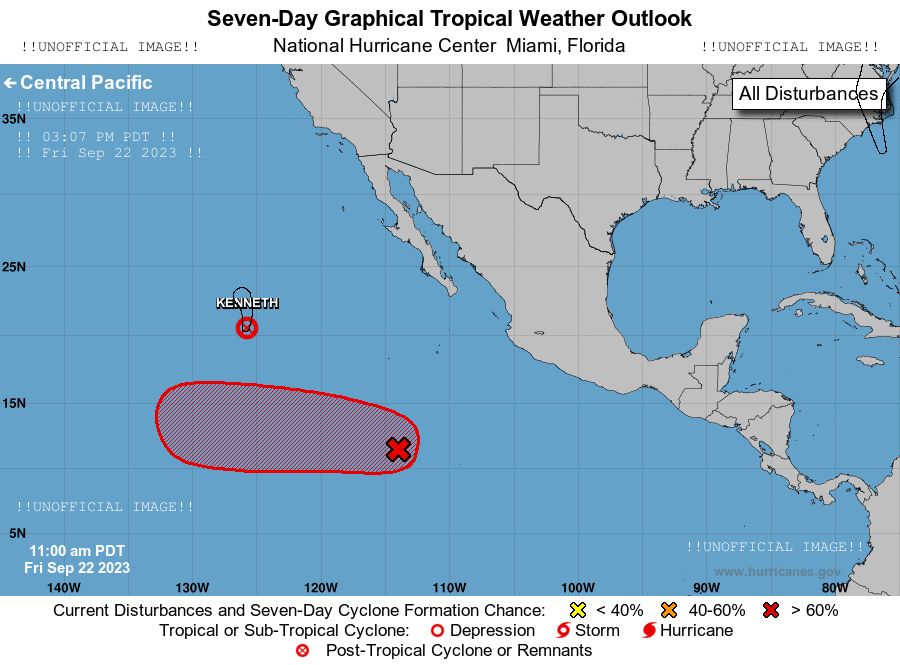 Seven-Day Graphical Tropical Weather Outlook
!!UNOFFICIAL IMAGE!! National Hurricane Center Miami, Florida !!UNOFFICIAL IMAGE!!
← Central Pacific
All Disturbances
!!UNOFFICIAL IMAGE!!
35N
!! 03:07 PM PDT !!
!! Fri Sep 22 2023 !!
25N
KENNETH
15N
!!UNOFFICIAL IMAGE!!
5N
!!UNOFFICIAL IMAGE!!
11:00 am PDT
Fri Sep 22 2023
www.hurricanes.gov
140W 130W 120W 110W 100W 90W 80W
Current Disturbances and Seven-Day Cyclone Formation Chance: < 40% 40-60% > 60%
Tropical or Sub-Tropical Cyclone: Depression Storm Hurricane
Post-Tropical Cyclone or Remnants